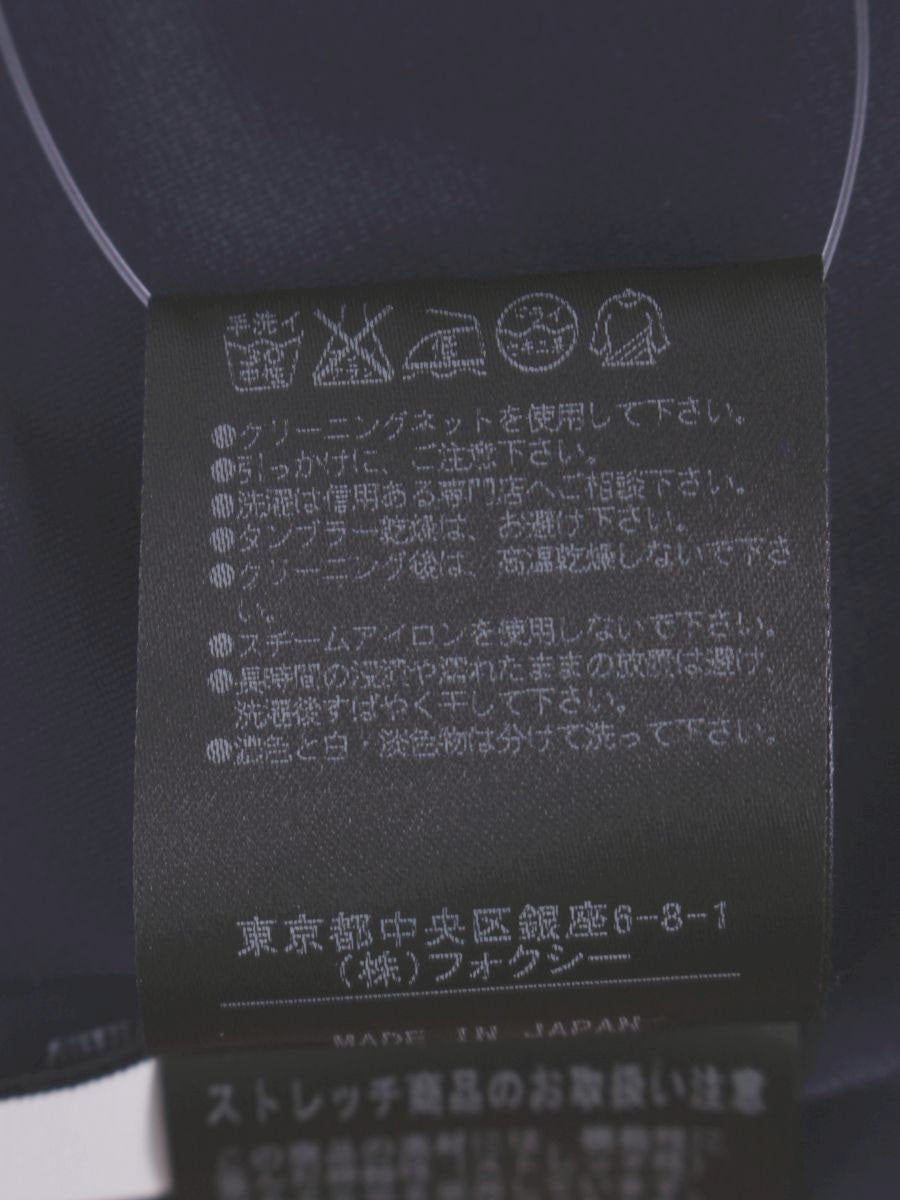 手洗イ
30
中性
ドライ
セキユ系
●クリーニングネットを使用して下さい。
●引っかけに、ご注意下さい。
●洗濯は信用ある専門店へご相談下さい。
●タンブラー乾燥は、お避け下さい。
●クリーニング後は、高温乾燥しないで下さ
い。
●スチームアイロンを使用しないで下さい。
●長時間の浸漬や濡れたままの放置は避け、
洗濯後すばやく干して下さい。
●濃色と白・淡色物は分けて洗って下さい。
東京都中央区銀座6-8-1
(株)フォクシー
MADE IN JAPAN
ストレッチ商品のお取扱い注意